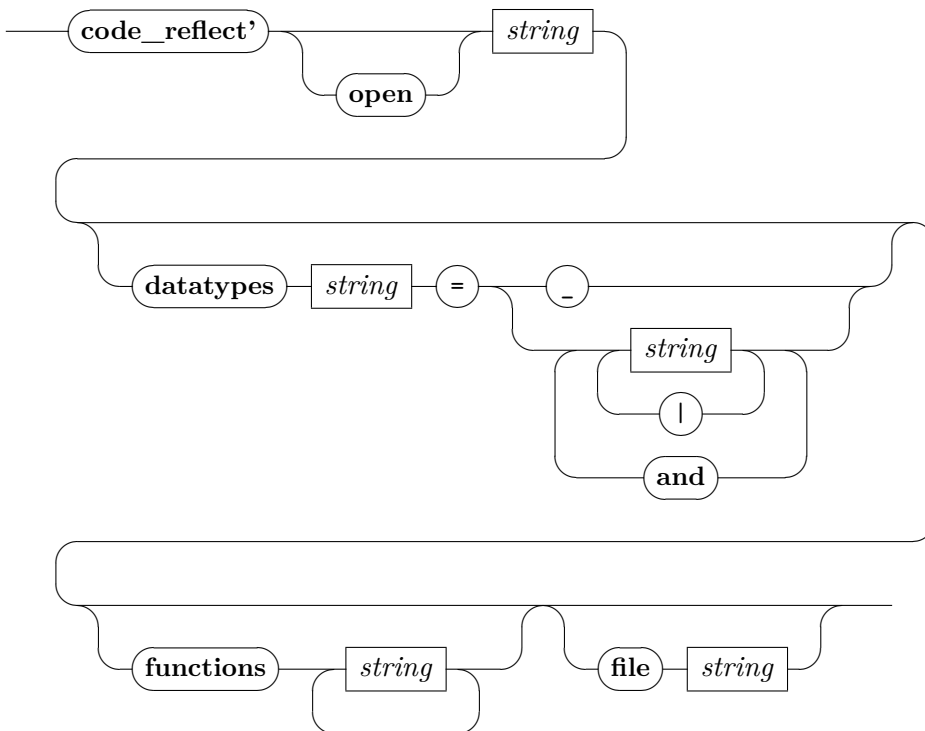 code_reflect' string
open
datatypes string = _
string
|
and
functions string file string